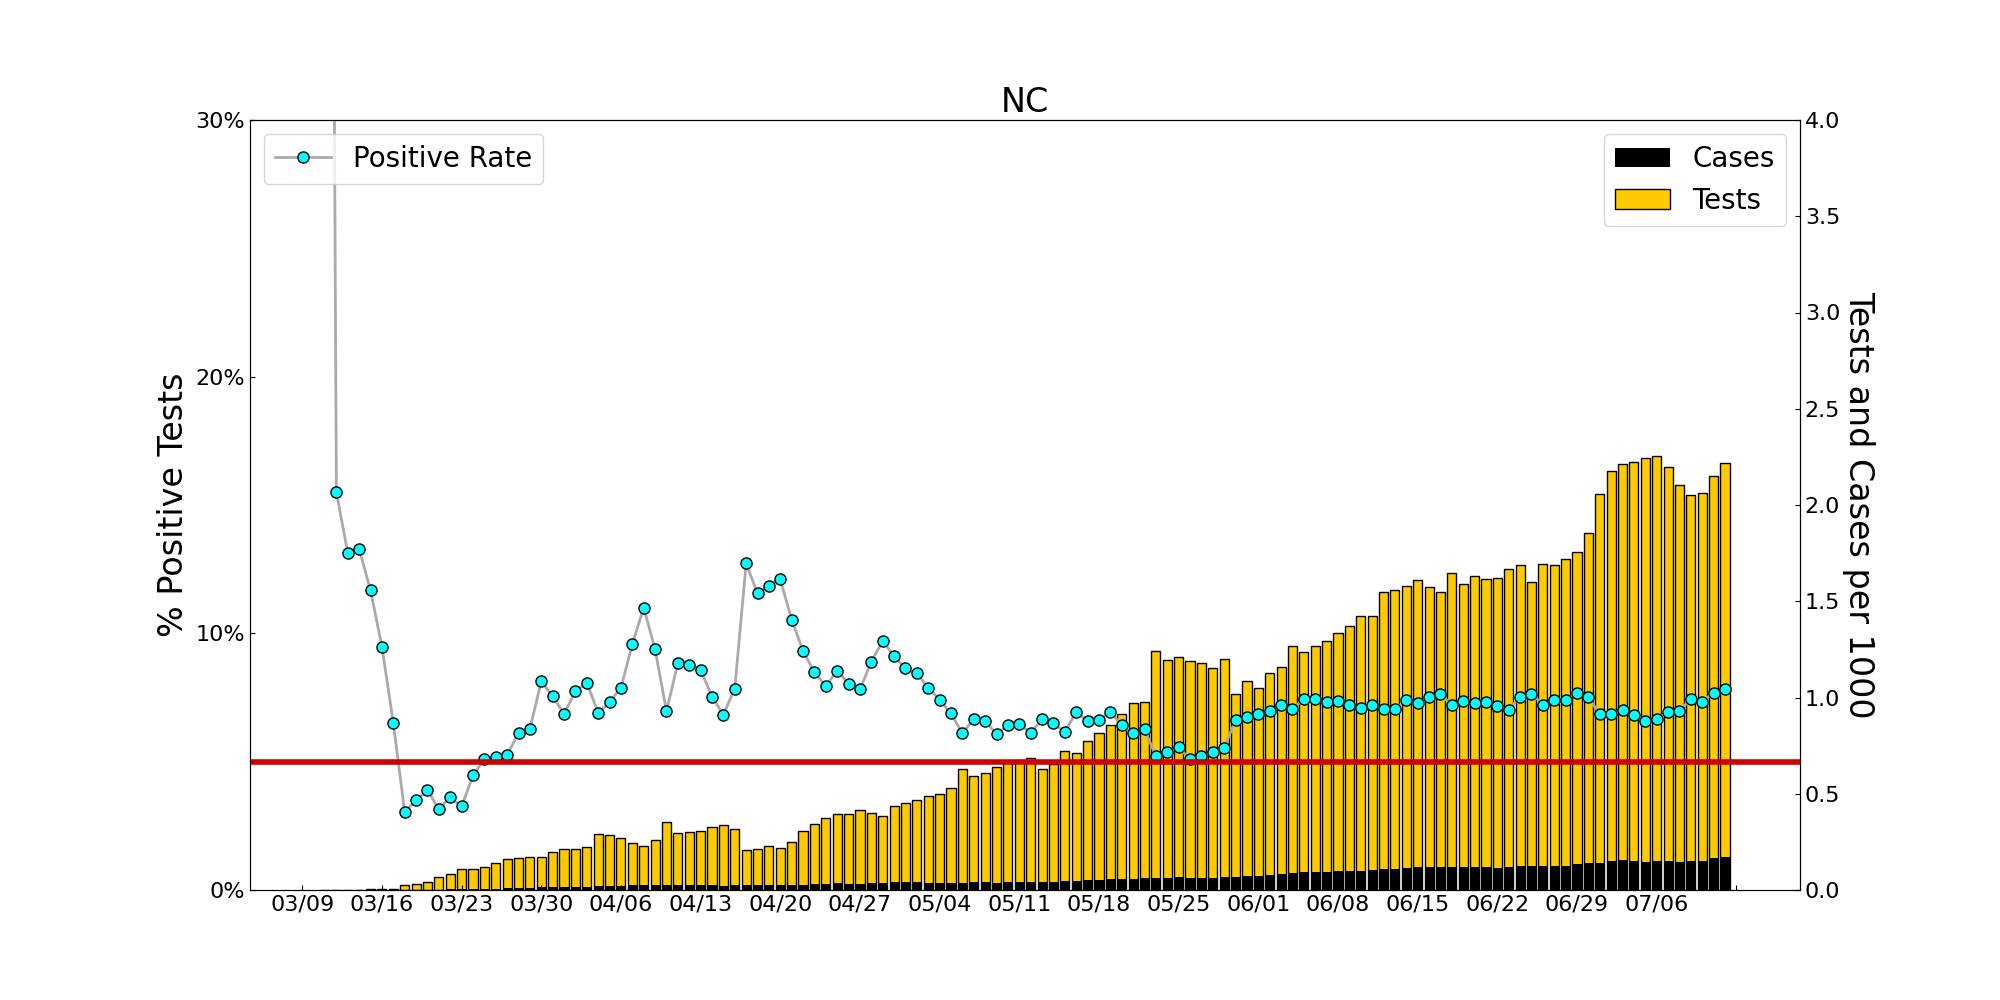 NC
Positive Rate
Cases
Tests
30%
20%
10%
0%
% Positive Tests
4.0
3.5
3.0
2.5
2.0
1.5
1.0
0.5
0.0
Tests and Cases per 1000
03/09 03/16 03/23 03/30 04/06 04/13 04/20 04/27 05/04 05/11 05/18 05/25 06/01 06/08 06/15 06/22 06/29 07/06